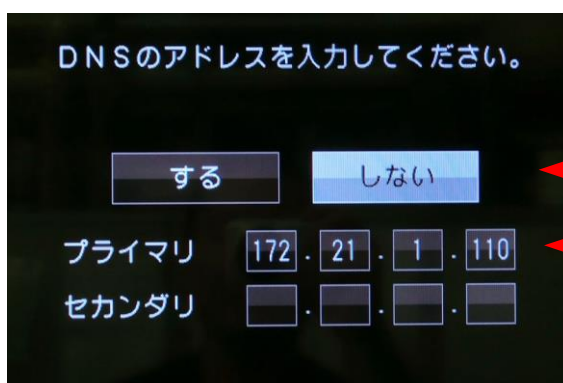 DNSのアドレスを入力してください。
する しない
プライマリ 172 . 21 . 1 . 110
セカンダリ . . .